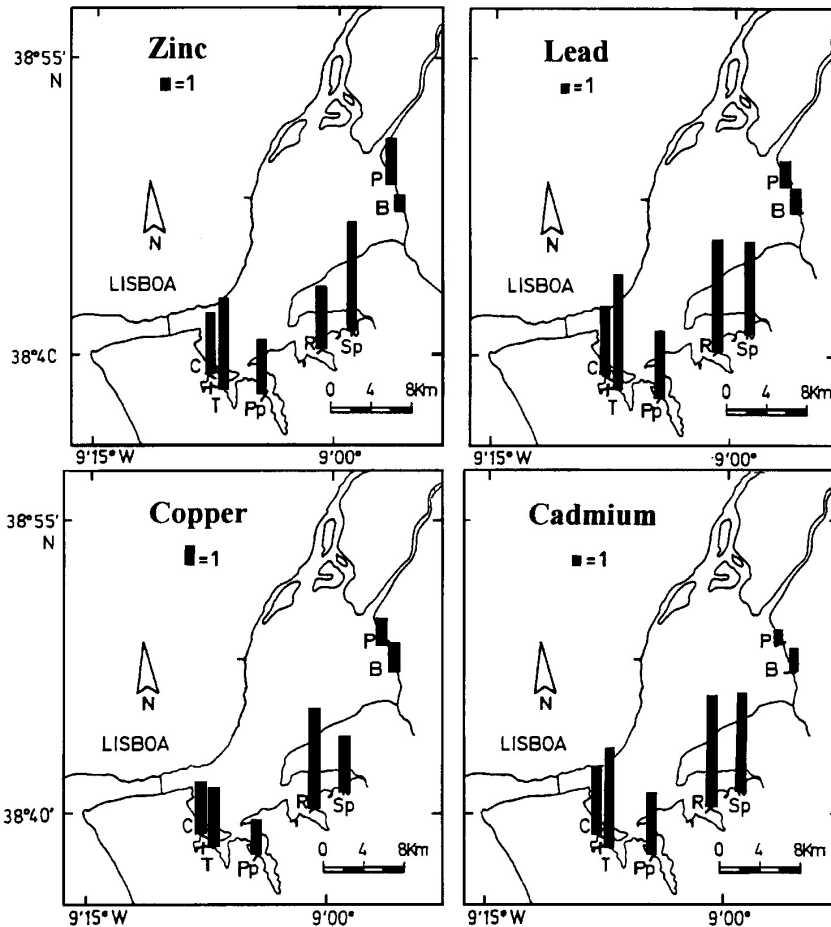 Zinc
=1
38°55'
N
P
B
N
LISBOA
38°4C
C
T
Pp
R
Sp
0 4 8Km
9°15' W
9°00'
Lead
=1
P
B
N
LISBOA
C
T
Pp
R
Sp
0 4 8Km
9°15' W
9°00'
Copper
=1
38°55'
N
P
B
N
LISBOA
38°40'
C
T
Pp
R
Sp
0 4 8Km
9°15' W
9°00'
Cadmium
=1
P
B
N
LISBOA
C
T
Pp
R
Sp
0 4 8Km
9°15' W
9°00'